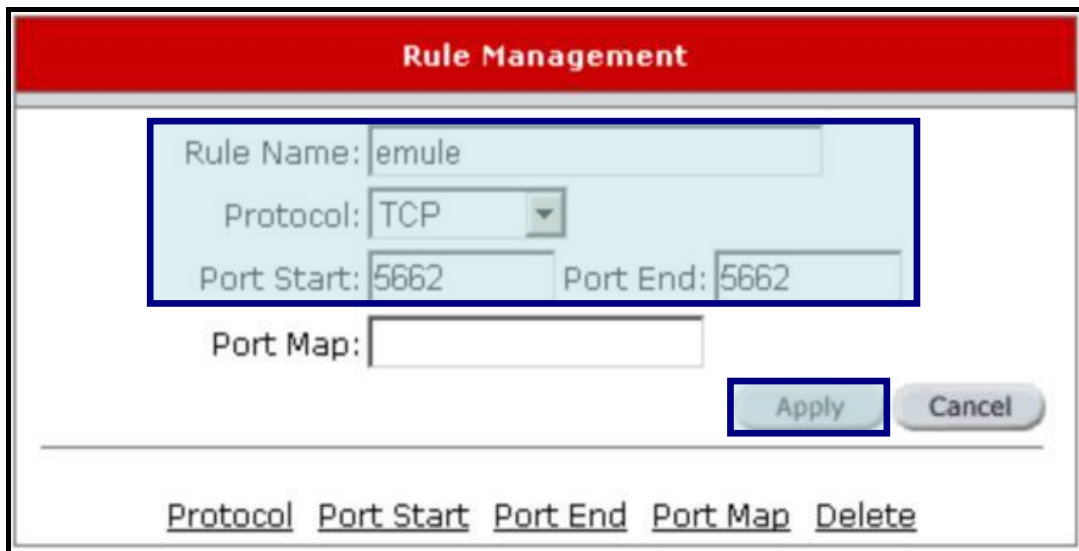 Rule Management
Rule Name: emule
Protocol: TCP
Port Start: 5662 Port End: 5662
Port Map:
Apply Cancel
Protocol Port Start Port End Port Map Delete